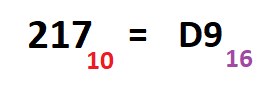 217₁₀ = D9₁₆